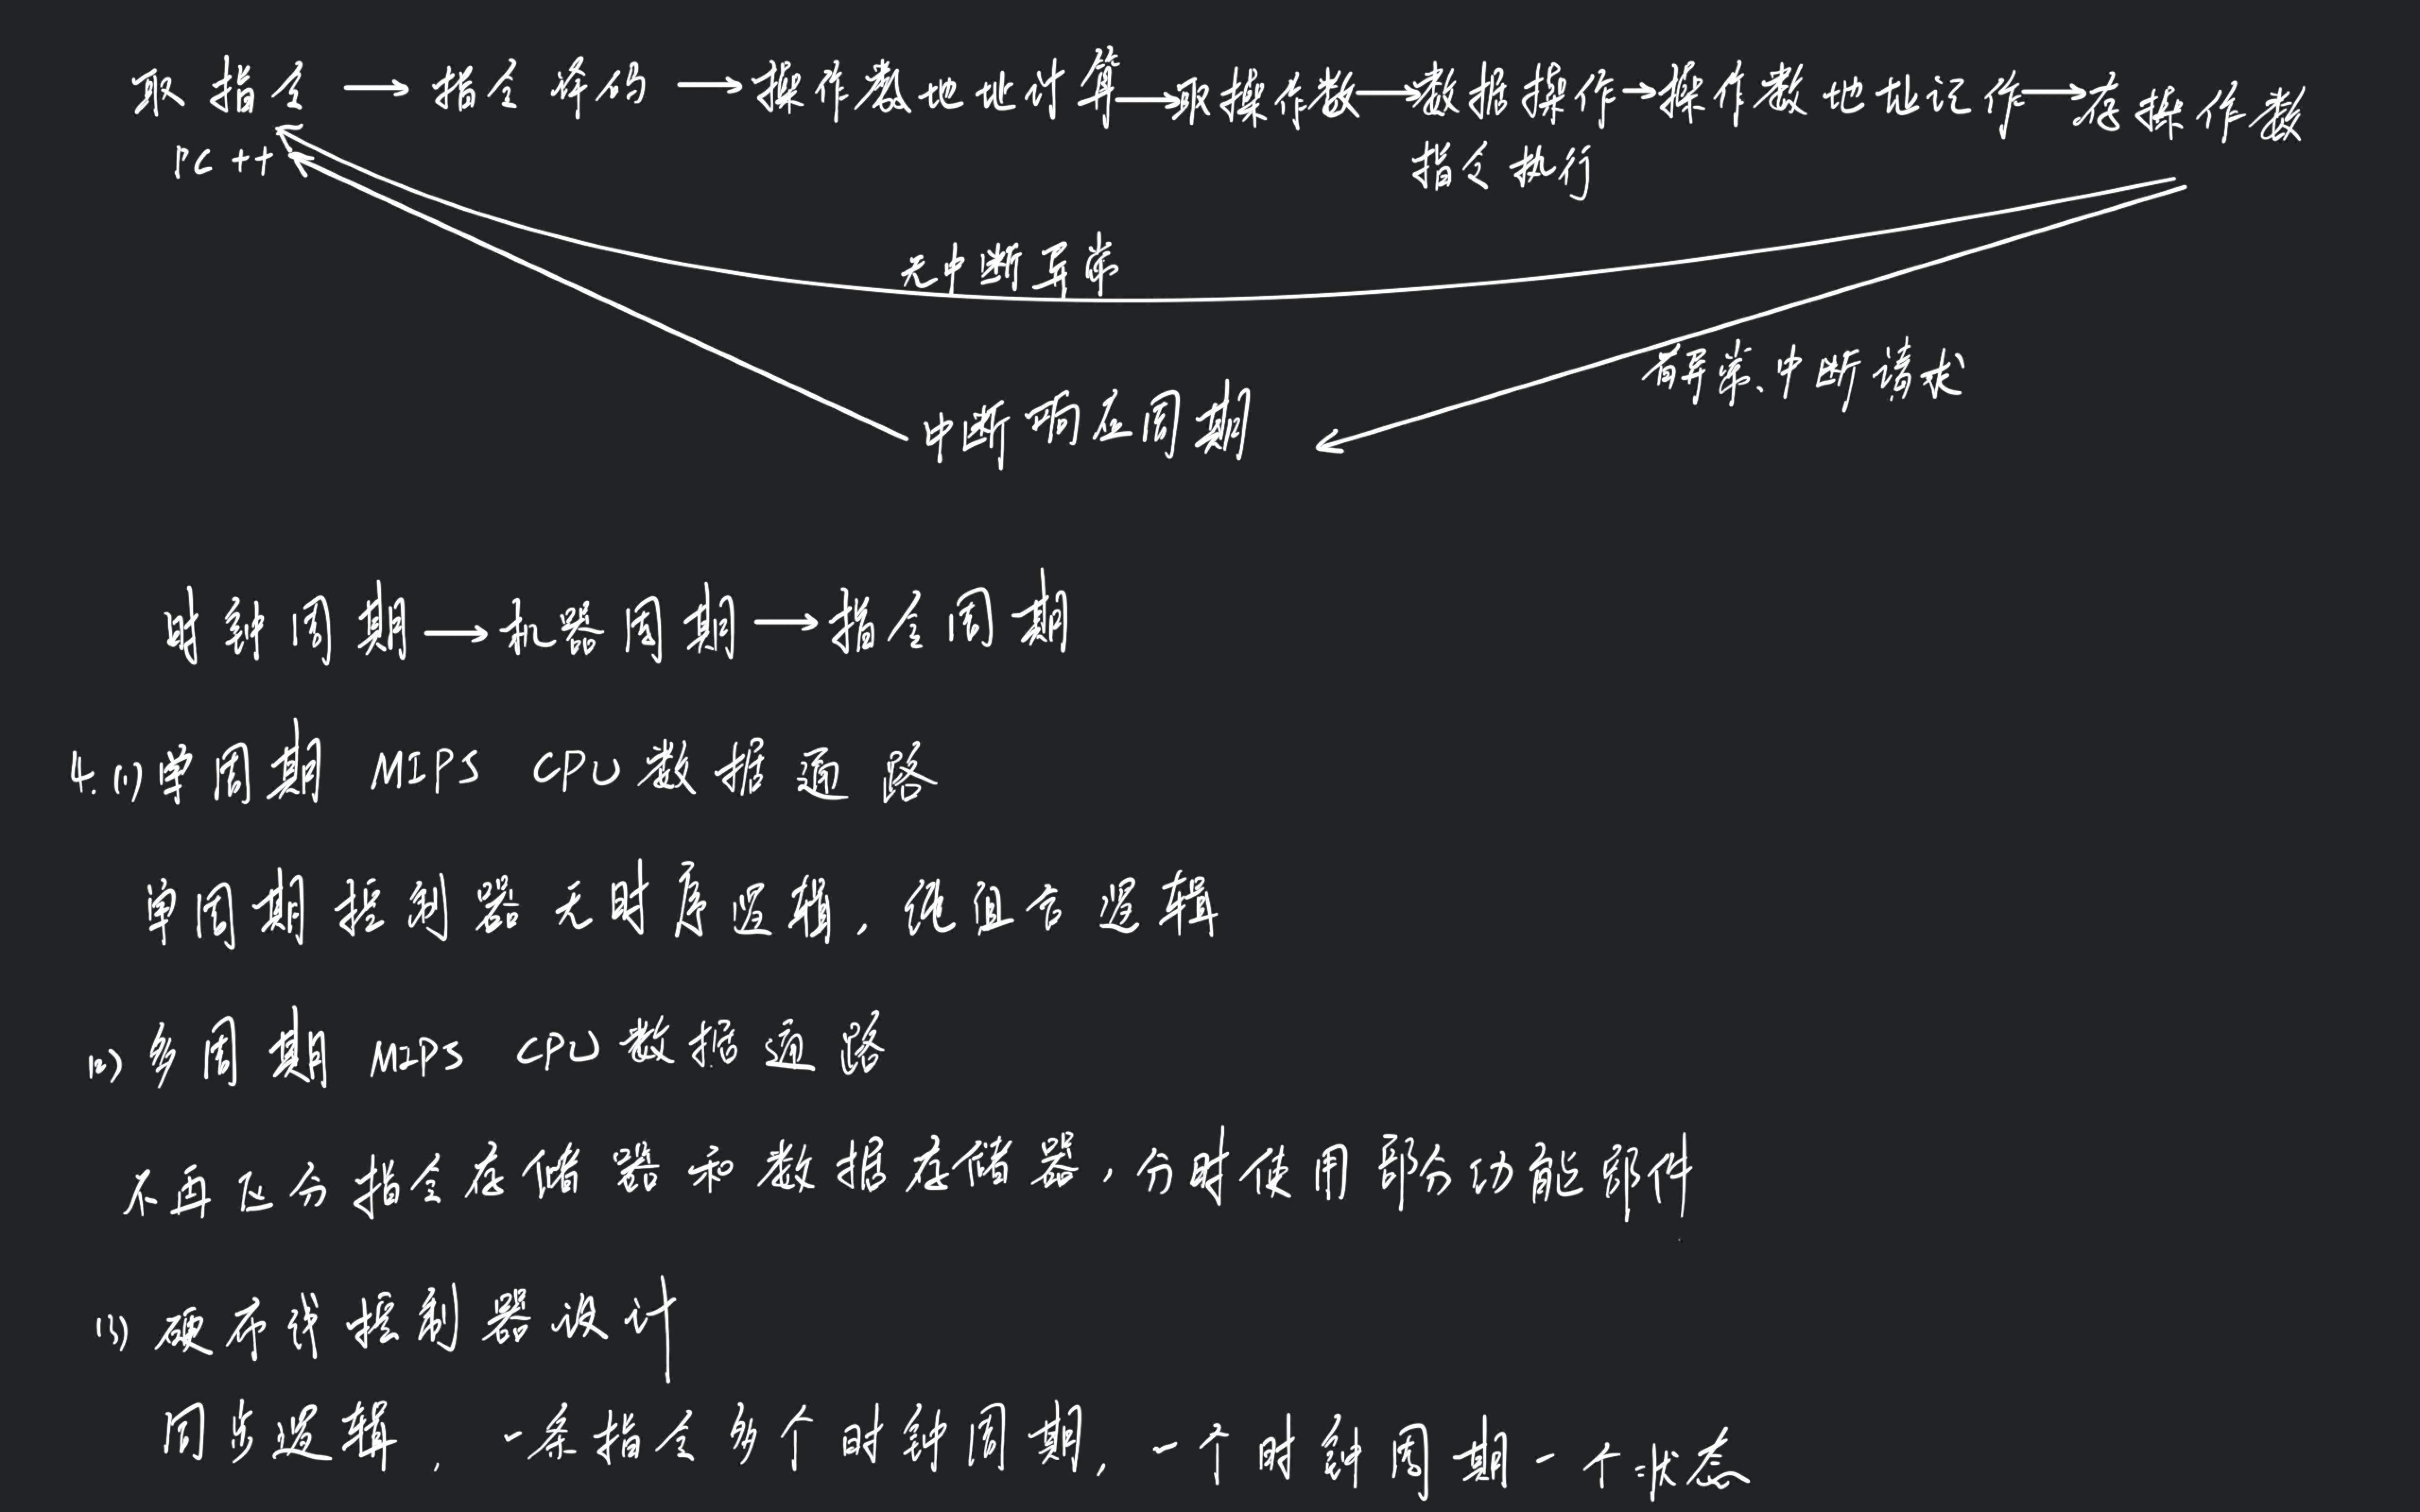 取指令→指令译码→操作数地址计算→取操作数→数据操作→操作数地址记作→存操作数
PC++
指令执行
无中断异常
有异常、中断请求
中断响应周期
时钟周期→机器周期→指令周期
4.(1)单周期 MIPS CPU数据通路
单周期控制器无时序逻辑，纯组合逻辑
(2)多周期 MIPS CPU数据通路
不再区分指令存储器和数据存储器，分时使用部分功能部件
(3)硬布线控制器设计
同步逻辑，一条指令多个时钟周期，一个时钟周期一个状态